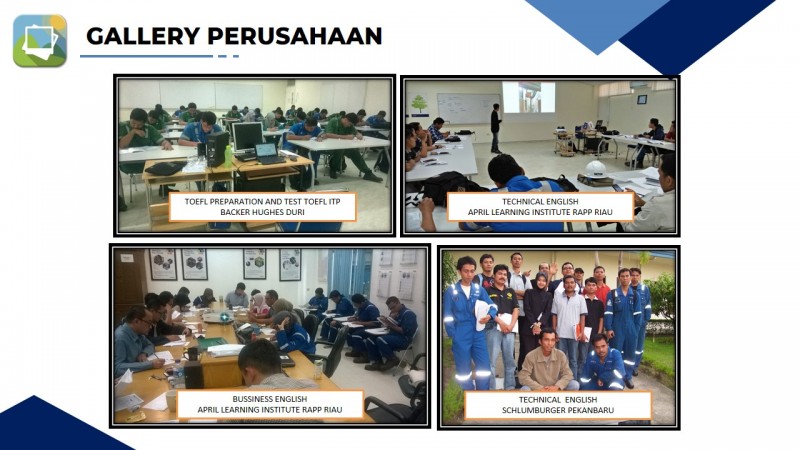 GALLERY PERUSAHAAN
TOEFL PREPARATION AND TEST TOEFL ITP
BACKER HUGHES DURI
TECHNICAL ENGLISH
APRIL LEARNING INSTITUTE RAPP RIAU
BUSSINESS ENGLISH
APRIL LEARNING INSTITUTE RAPP RIAU
TECHNICAL ENGLISH
SCHLUMBURGER PEKANBARU